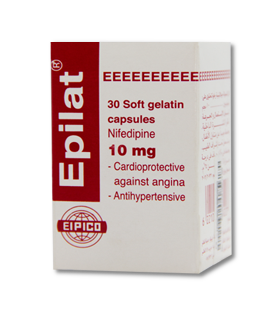 Epilat®
EEEEEEEEEE
30 Soft gelatin
capsules
Nifedipine
10 mg
- Cardioprotective
against angina
- Antihypertensive
EIPICO